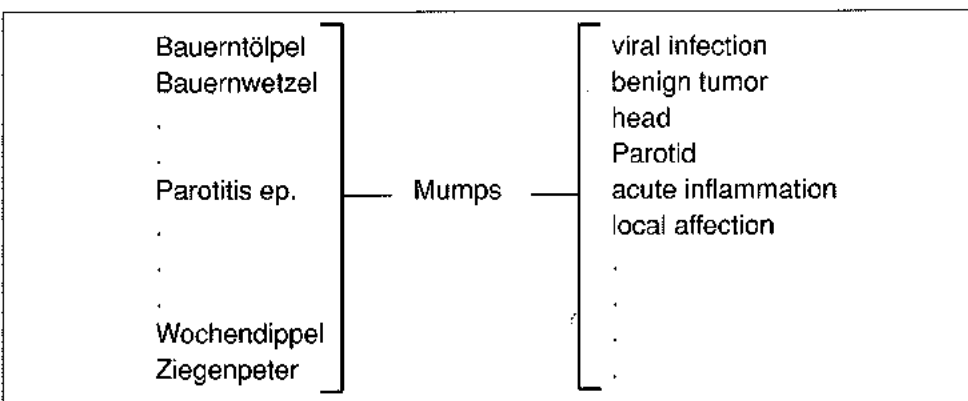 Bauerntölpel
Bauernwetzel
.
.
Parotitis ep.
.
.
.
Wochendippel
Ziegenpeter
Mumps
viral infection
benign tumor
head
Parotid
acute inflammation
local affection
.
.
.
.